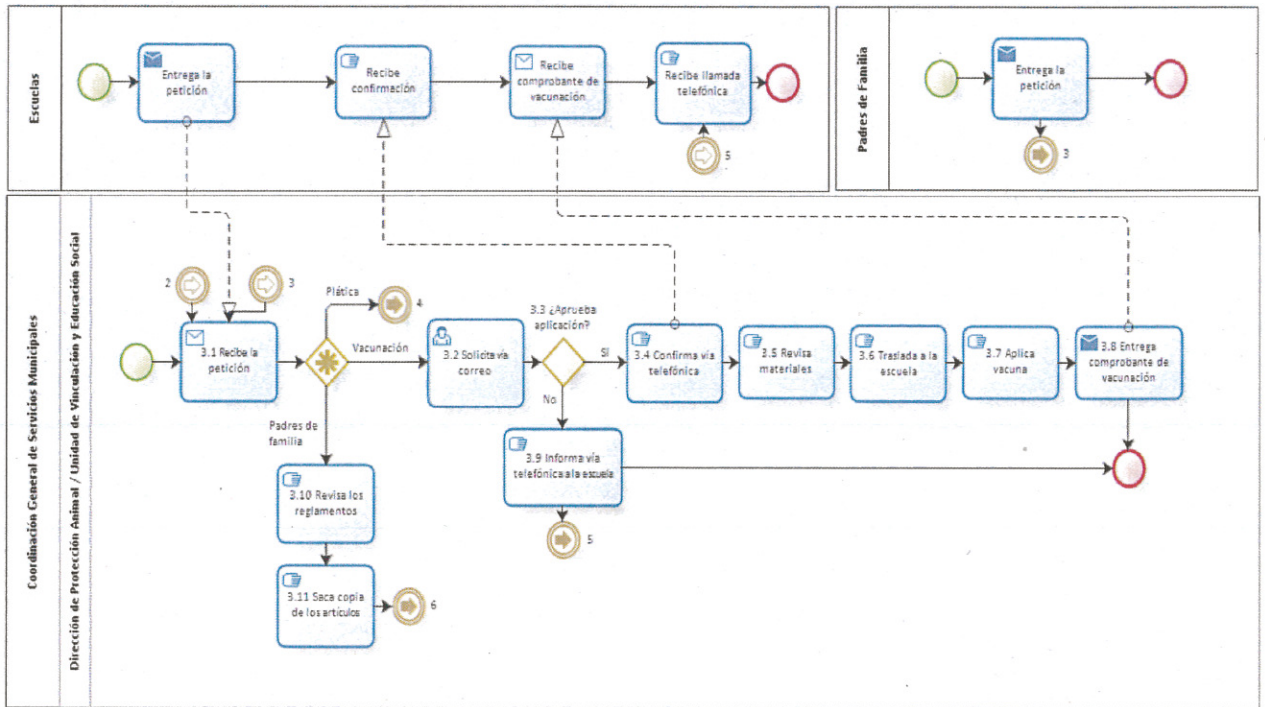 Escuelas
Entrega la
petición
Recibe
confirmación
Recibe
comprobante de
vacunación
Recibe llamada
telefónica
5
Padres de Familia
Entrega la
petición
3
Coordinación General de Servicios Municipales
Dirección de Protección Animal / Unidad de Vinculación y Educación Social
2
3
3.1 Recibe la
petición
Plática
4
Vacunación
Padres de
familia
3.2 Solicita vía
correo
3.3 ¿Aprueba
aplicación?
Sí
No
3.4 Confirma vía
telefónica
3.5 Revisa
materiales
3.6 Traslada a la
escuela
3.7 Aplica
vacuna
3.8 Entrega
comprobante de
vacunación
3.9 Informa vía
telefónica a la escuela
5
3.10 Revisa los
reglamentos
3.11 Saca copia
de los artículos
6